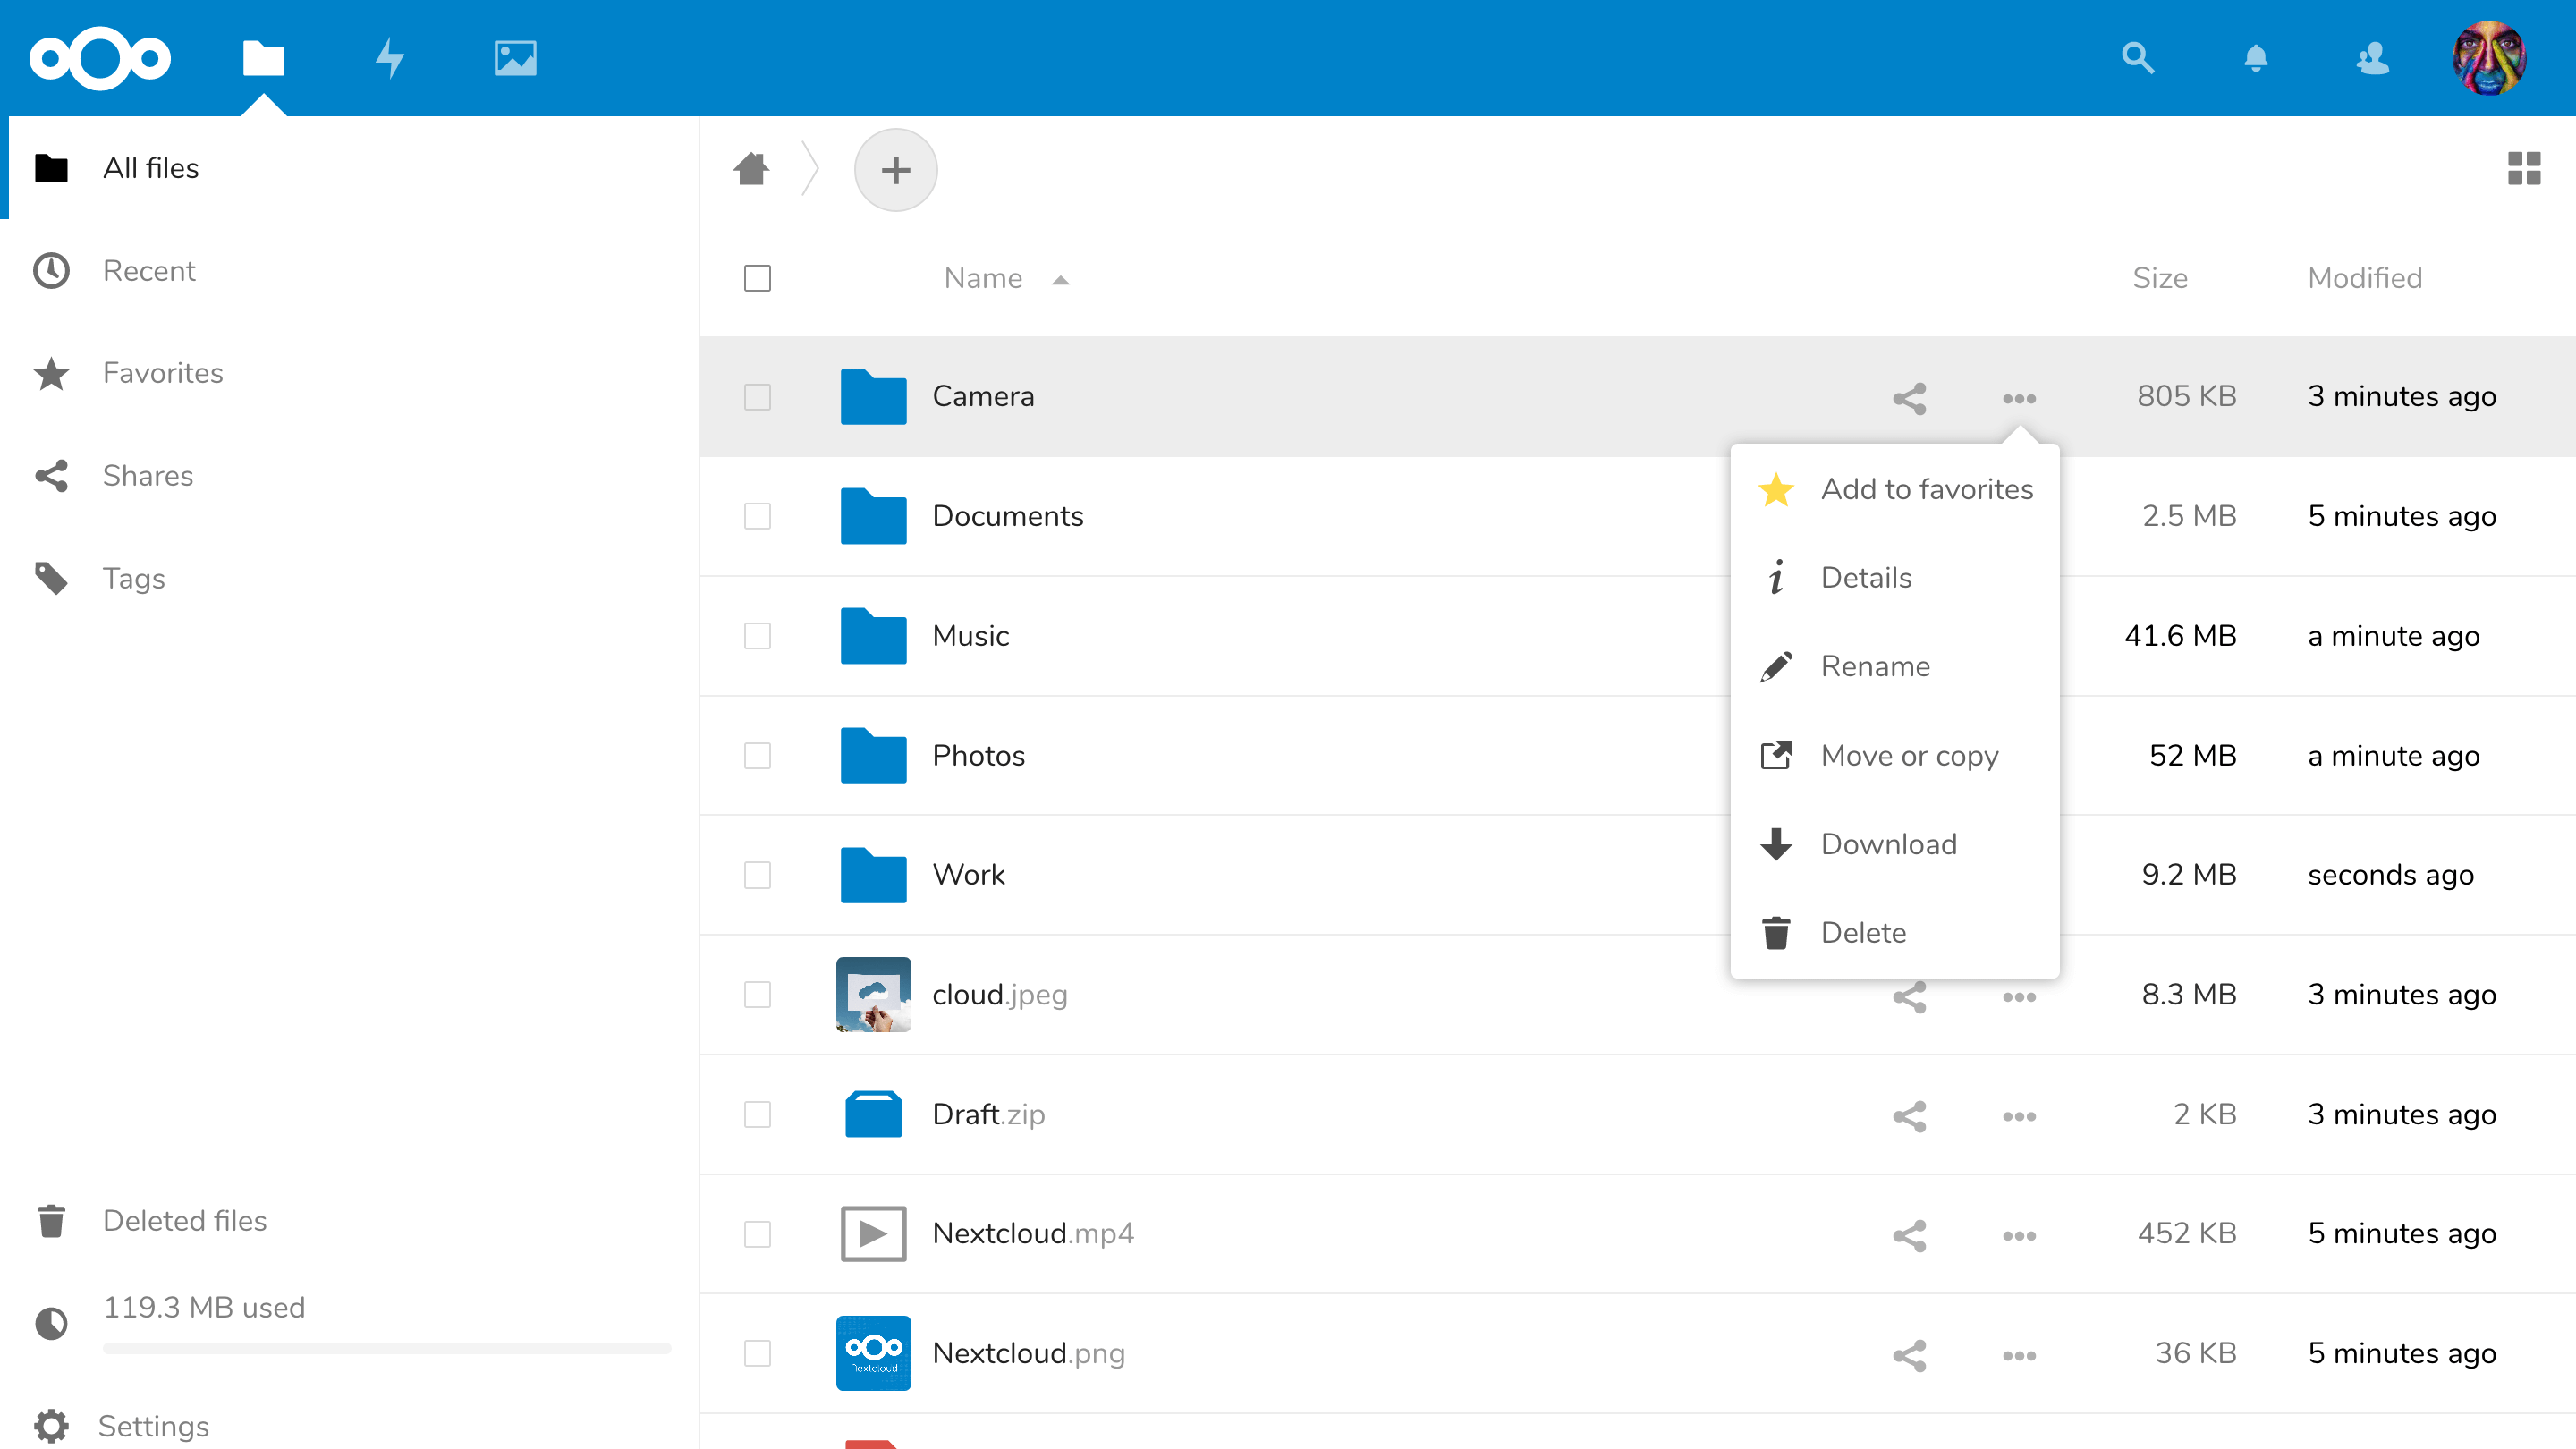 All files
Recent
Favorites
Shares
Tags
Deleted files
119.3 MB used
Settings
Name Size Modified
Camera 805 KB 3 minutes ago
Add to favorites
Details
Rename
Move or copy
Download
Delete
Documents 2.5 MB 5 minutes ago
Music 41.6 MB a minute ago
Photos 52 MB a minute ago
Work 9.2 MB seconds ago
cloud.jpeg 8.3 MB 3 minutes ago
Draft.zip 2 KB 3 minutes ago
Nextcloud.mp4 452 KB 5 minutes ago
Nextcloud
Nextcloud.png 36 KB 5 minutes ago